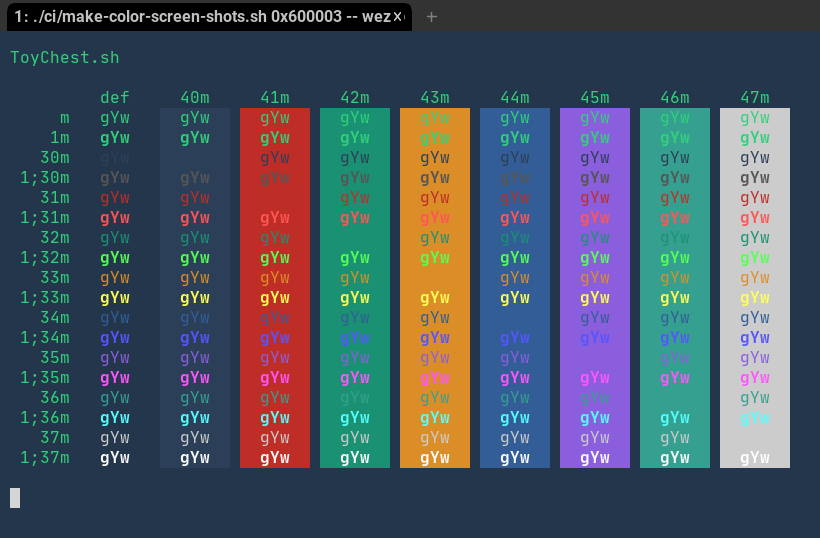 1: ./ci/make-color-screen-shots.sh 0x600003 -- wez
ToyChest.sh
def 40m 41m 42m 43m 44m 45m 46m 47m
m gYw gYw gYw gYw gYw gYw gYw gYw gYw
1m gYw gYw gYw gYw gYw gYw gYw gYw gYw
30m gYw gYw gYw gYw gYw gYw gYw gYw
1;30m gYw gYw gYw gYw gYw gYw gYw gYw gYw
31m gYw gYw gYw gYw gYw gYw gYw gYw
1;31m gYw gYw gYw gYw gYw gYw gYw gYw gYw
32m gYw gYw gYw gYw gYw gYw gYw gYw
1;32m gYw gYw gYw gYw gYw gYw gYw gYw gYw
33m gYw gYw gYw gYw gYw gYw gYw gYw
1;33m gYw gYw gYw gYw gYw gYw gYw gYw gYw
34m gYw gYw gYw gYw gYw gYw gYw gYw
1;34m gYw gYw gYw gYw gYw gYw gYw gYw gYw
35m gYw gYw gYw gYw gYw gYw gYw gYw
1;35m gYw gYw gYw gYw gYw gYw gYw gYw gYw
36m gYw gYw gYw gYw gYw gYw gYw gYw
1;36m gYw gYw gYw gYw gYw gYw gYw gYw gYw
37m gYw gYw gYw gYw gYw gYw gYw gYw
1;37m gYw gYw gYw gYw gYw gYw gYw gYw gYw